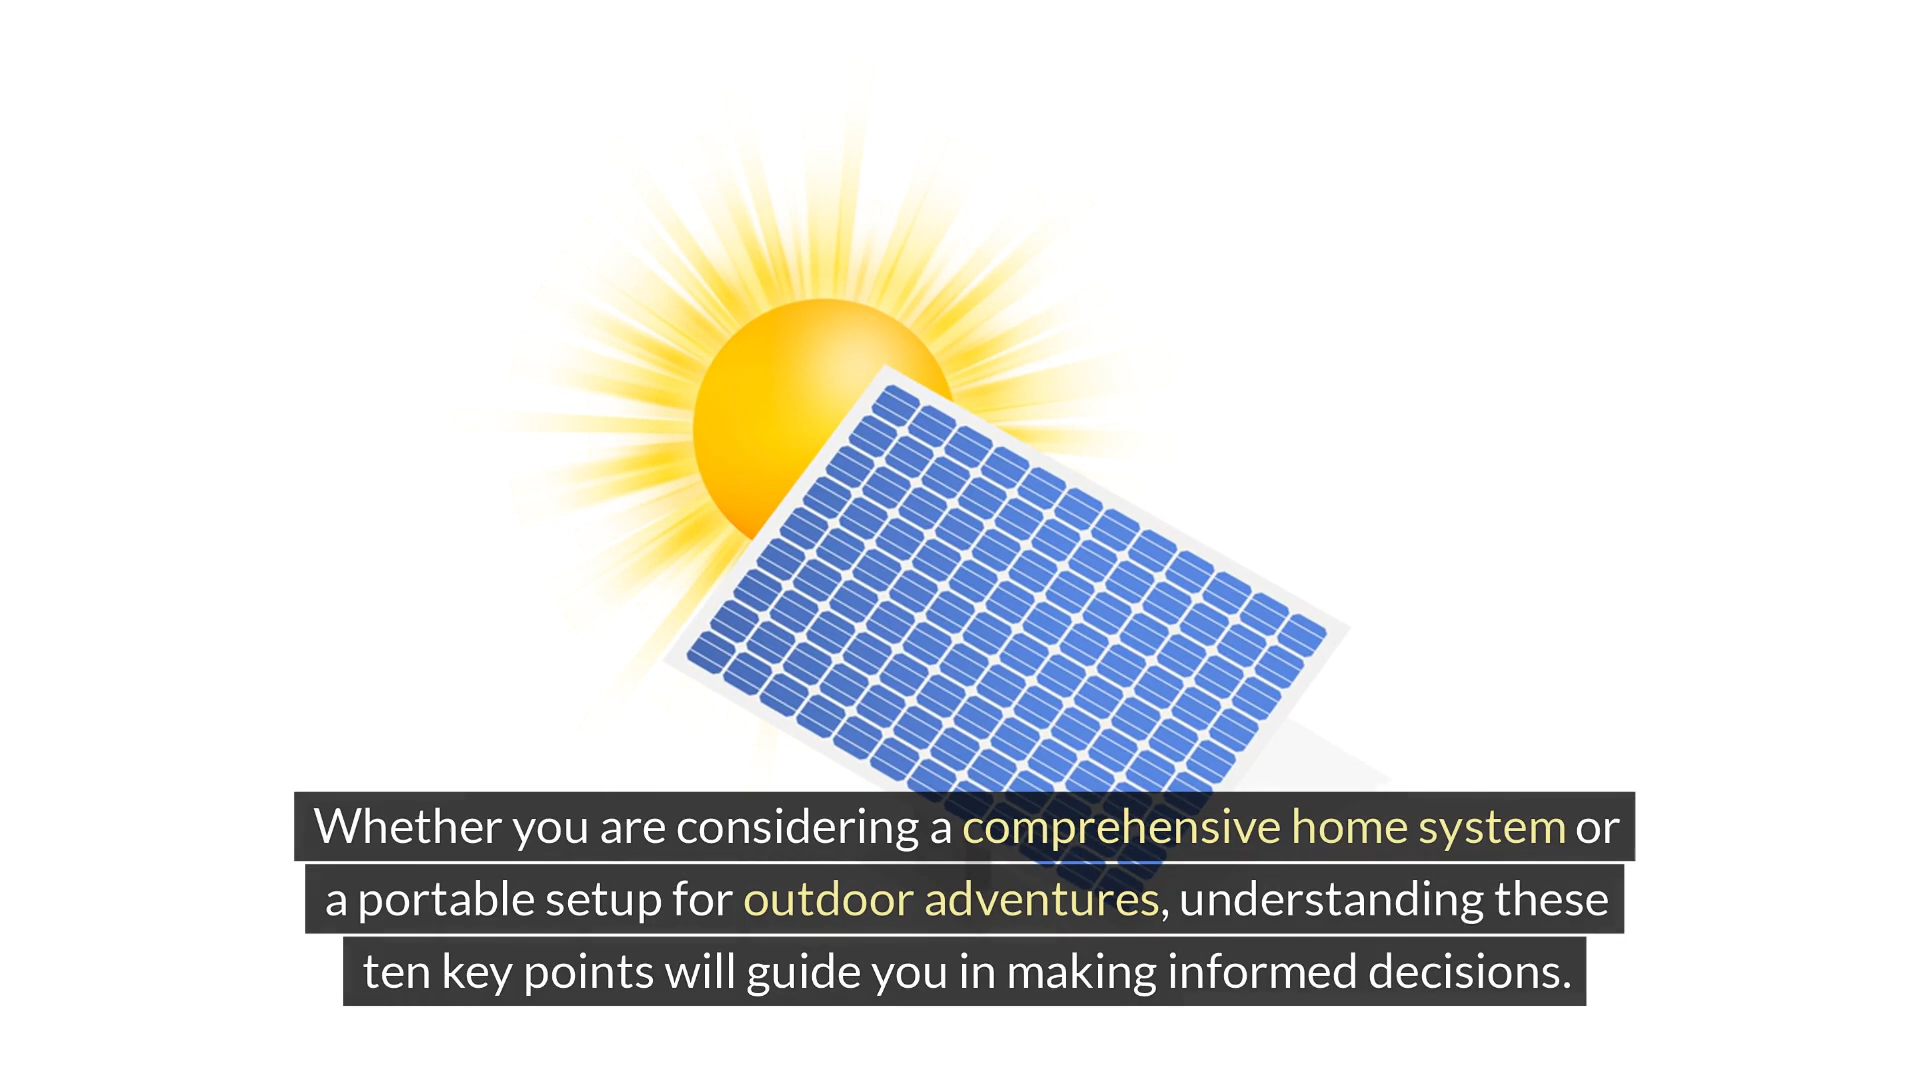 Whether you are considering a comprehensive home system or
a portable setup for outdoor adventures, understanding these
ten key points will guide you in making informed decisions.